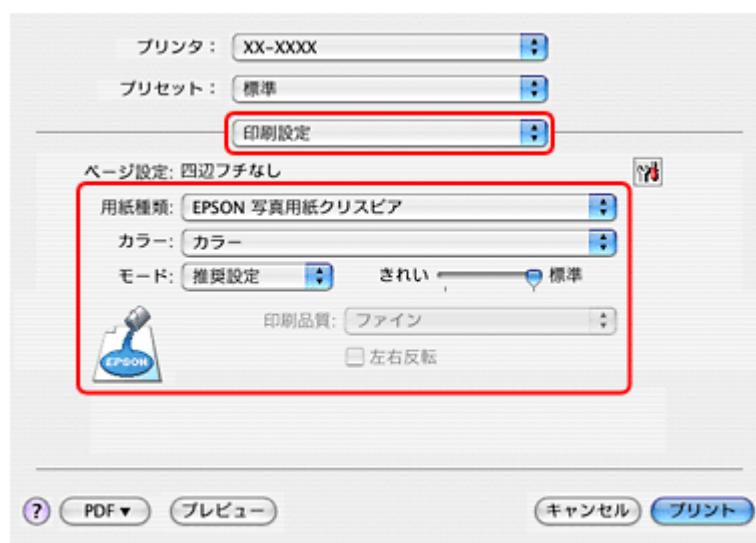 プリンタ： XX-XXXX
プリセット： 標準
印刷設定
ページ設定: 四辺フチなし
用紙種類: EPSON 写真用紙クリスピア
カラー: カラー
モード: 推奨設定 きれい 標準
印刷品質: ファイン
左右反転
EPSON
? PDF▼ プレビュー キャンセル プリント